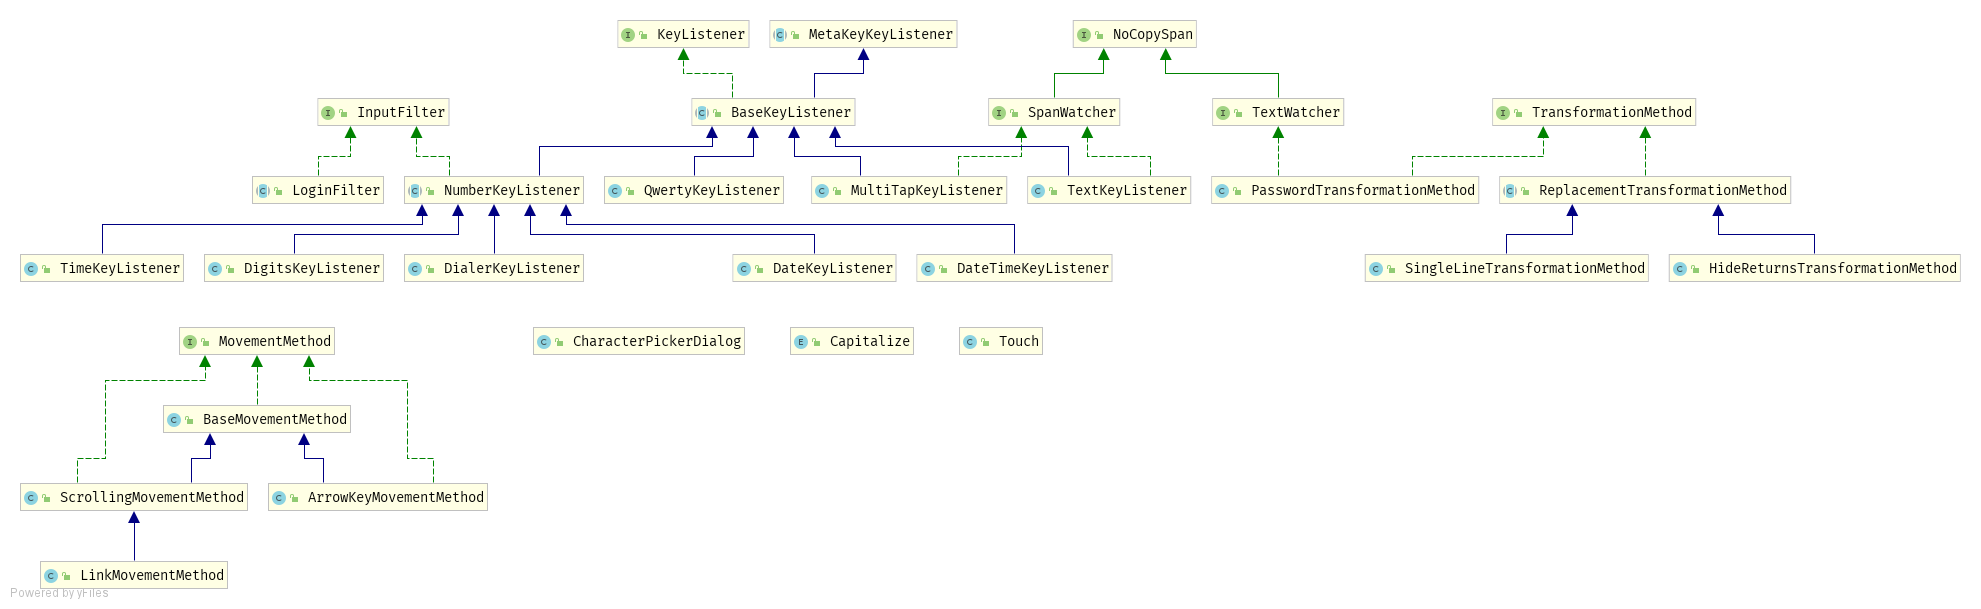 KeyListener
MetaKeyKeyListener
NoCopySpan
InputFilter
BaseKeyListener
SpanWatcher
TextWatcher
TransformationMethod
LoginFilter
NumberKeyListener
QwertyKeyListener
MultiTapKeyListener
TextKeyListener
PasswordTransformationMethod
ReplacementTransformationMethod
TimeKeyListener
DigitsKeyListener
DialerKeyListener
DateKeyListener
DateTimeKeyListener
SingleLineTransformationMethod
HideReturnsTransformationMethod
MovementMethod
CharacterPickerDialog
Capitalize
Touch
BaseMovementMethod
ScrollingMovementMethod
ArrowKeyMovementMethod
LinkMovementMethod
Powered by yFiles